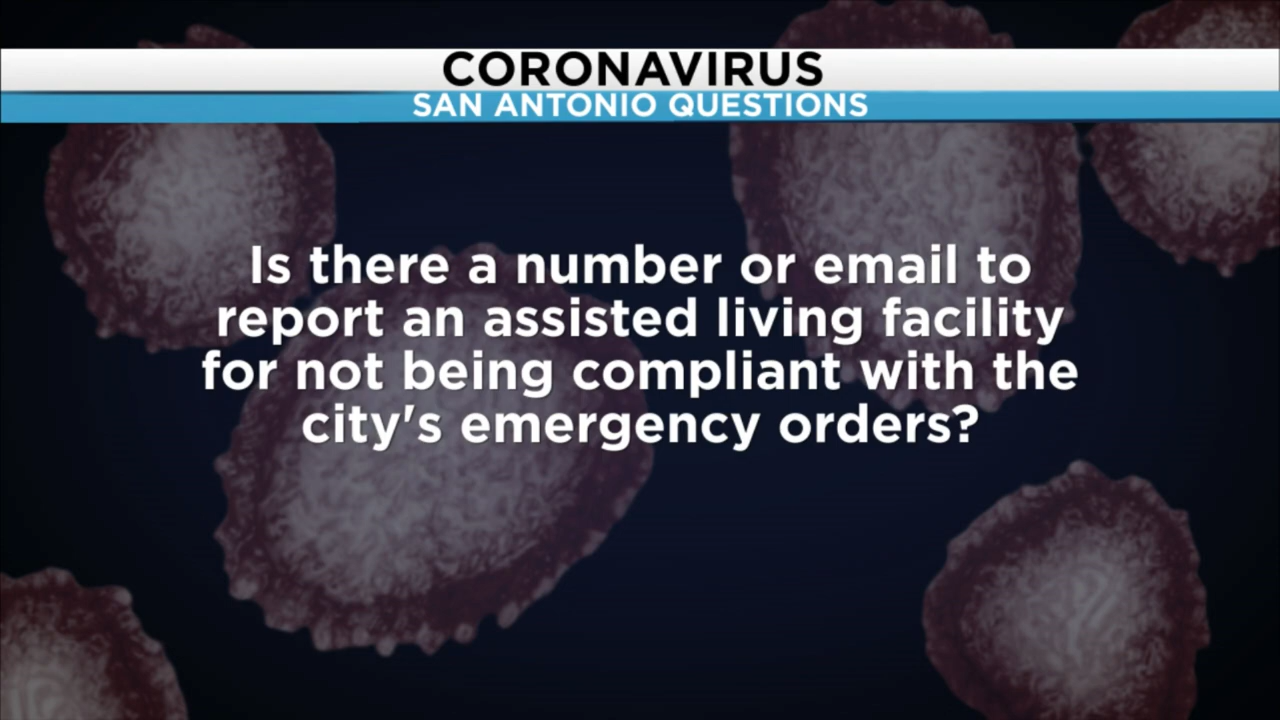 CORONAVIRUS
SAN ANTONIO QUESTIONS
Is there a number or email to
report an assisted living facility
for not being compliant with the
city's emergency orders?